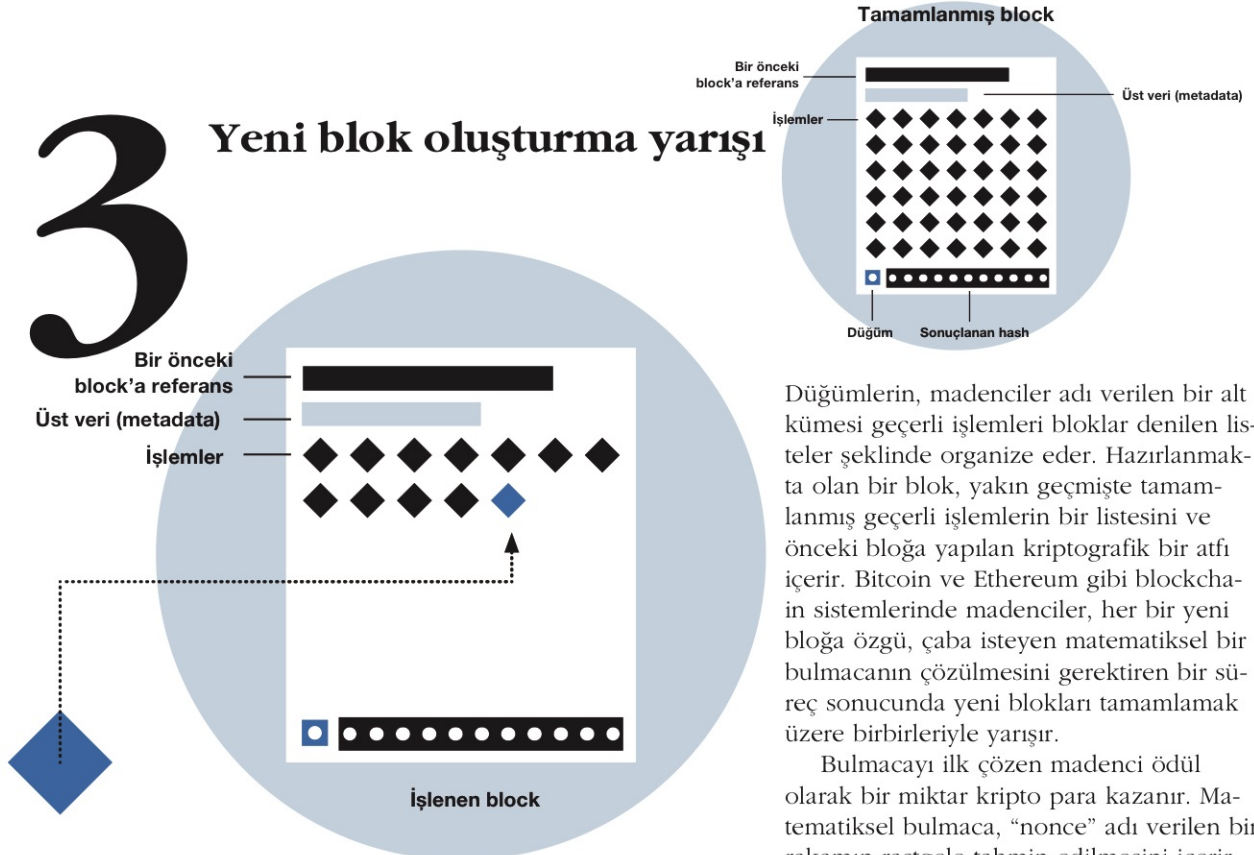 Tamamlanmış block
Bir önceki
block’a referans
Üst veri (metadata)
İşlemler
Düğüm
Sonuçlanan hash
3
Yeni blok oluşturma yarışı
Bir önceki
block’a referans
Üst veri (metadata)
İşlemler
İşlenen block
Düğümlerin, madenciler adı verilen bir alt
kümesi geçerli işlemleri bloklar denilen lis-
teler şeklinde organize eder. Hazırlanmak-
ta olan bir blok, yakın geçmişte tamam-
lanmış geçerli işlemlerin bir listesini ve
önceki bloğa yapılan kriptografik bir atfı
içerir. Bitcoin ve Ethereum gibi blockcha-
in sistemlerinde madenciler, her bir yeni
bloğa özgü, çaba isteyen matematiksel bir
bulmacanın çözülmesini gerektiren bir sü-
reç sonucunda yeni blokları tamamlamak
üzere birbirleriyle yarışır.
Bulmacayı ilk çözen madenci ödül
olarak bir miktar kripto para kazanır. Ma-
tematiksel bulmaca, “nonce” adı verilen bir
rakamın rastgele tahmin edilmesini içerir.